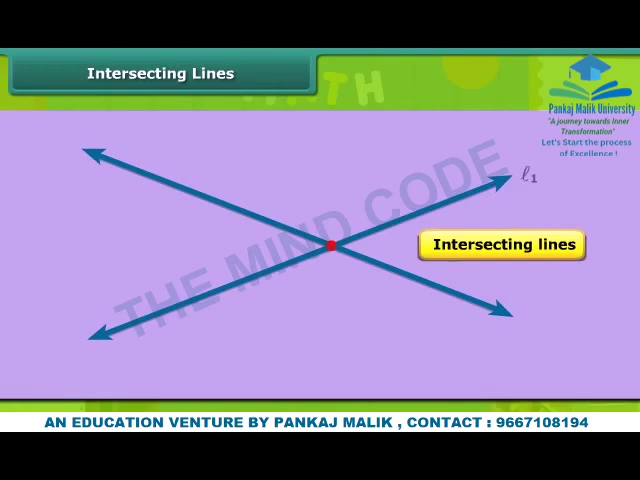 Intersecting Lines
Pankaj Malik University
"A journey towards Inner
Transformation"
Let's Start the process
of Excellence !
ℓ₁
THE MIND CODE
Intersecting lines
AN EDUCATION VENTURE BY PANKAJ MALIK , CONTACT : 9667108194